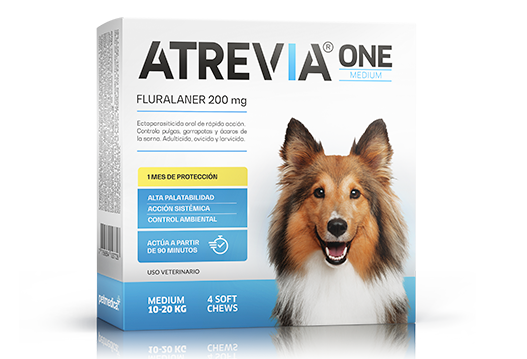 ATREVIA® ONE
MEDIUM
FLURALANER 200 mg
Ectoparasiticida oral de rápida acción.
Controla pulgas, garrapatas y ácaros de
la sarna. Adulticida, ovicida y larvicida.
1 MES DE PROTECCIÓN
ALTA PALATABILIDAD
ACCIÓN SISTÉMICA
CONTROL AMBIENTAL
ACTÚA A PARTIR
DE 90 MINUTOS
USO VETERINARIO
petmedica
MEDIUM
10-20 KG
4 SOFT
CHEWS